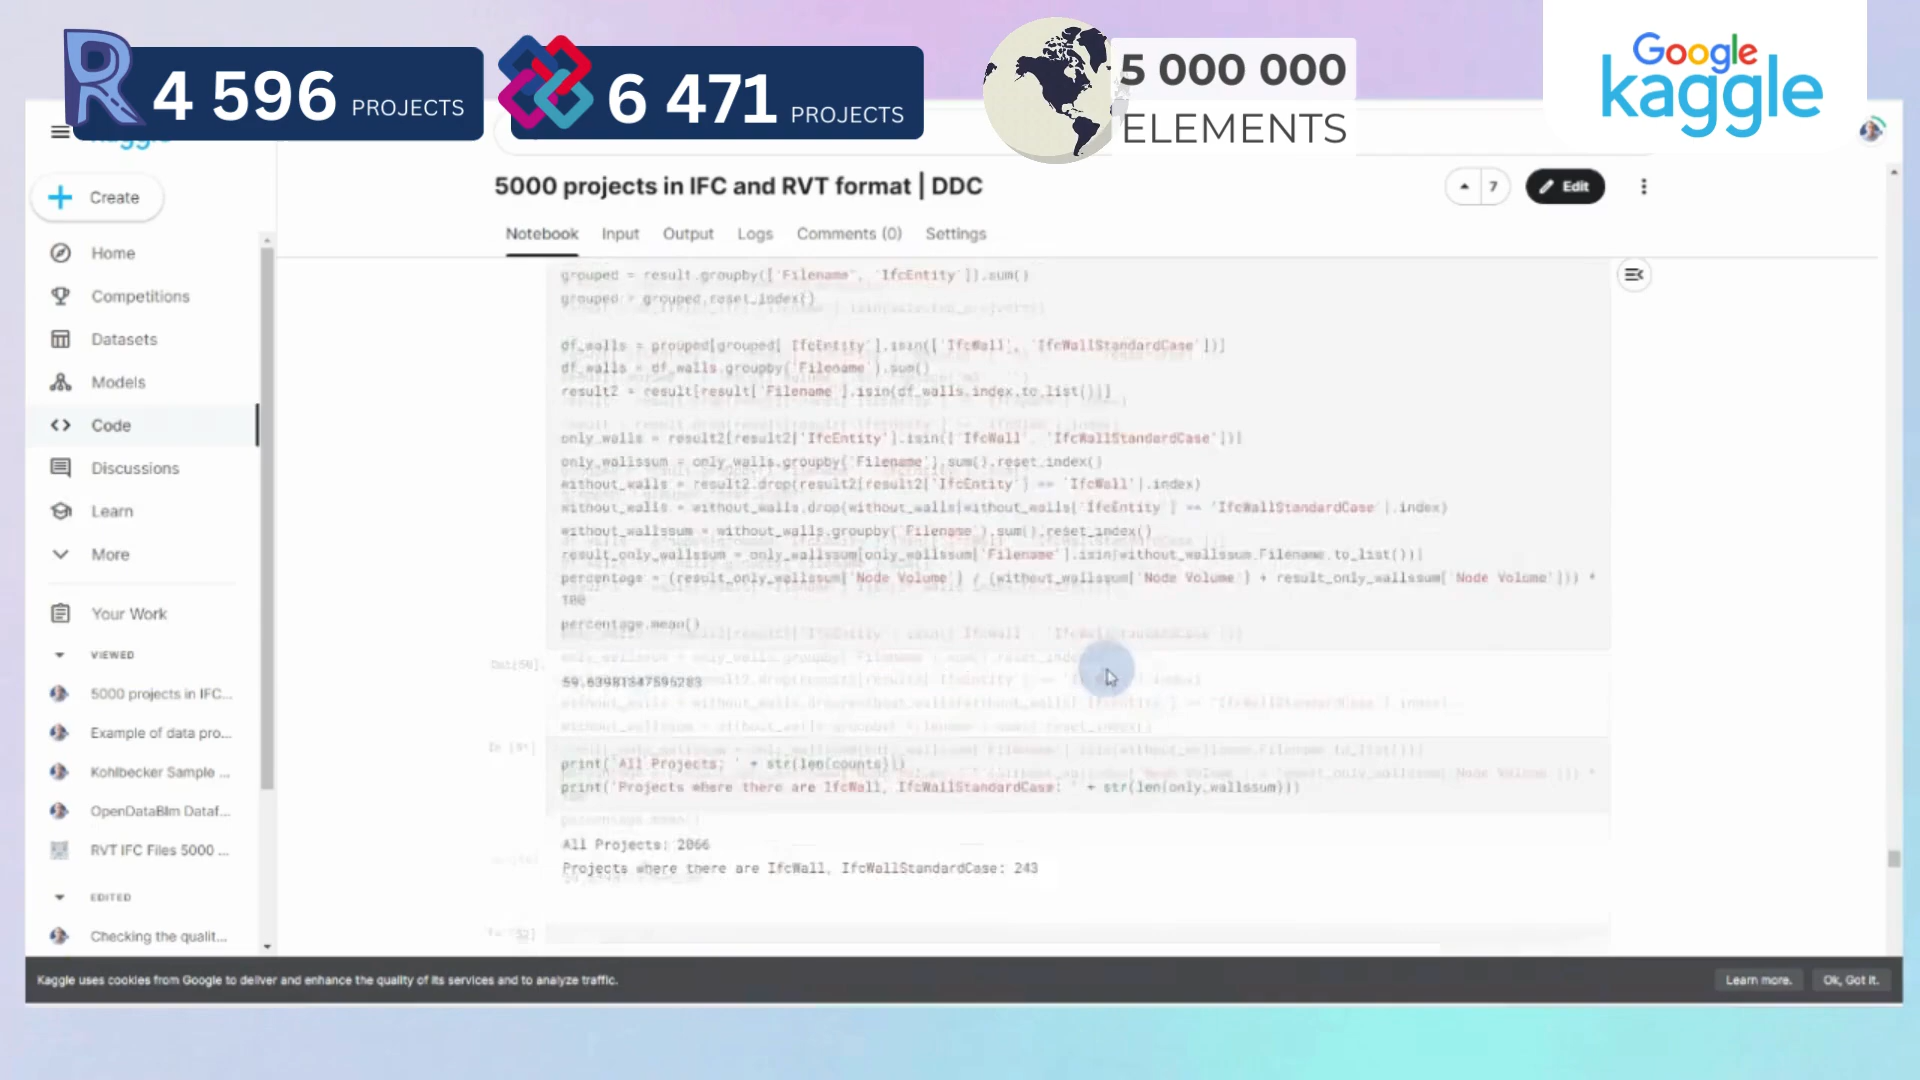 4 596 PROJECTS
6 471 PROJECTS
5 000 000
ELEMENTS
Google
kaggle
Create
5000 projects in IFC and RVT format | DDC
7
Edit
Notebook
Input
Output
Logs
Comments (0)
Settings
Home
Competitions
Datasets
Models
Code
Discussions
Learn
More
Your Work
VIEWED
5000 projects in IFC...
Example of data pro...
Kohlbecker Sample ...
OpenDataBIm Dataf...
RVT IFC Files 5000 ...
EDITED
Checking the qualit...
grouped = result.groupby(['Filename', 'IfcEntity']).sum()
grouped = grouped.reset_index()
df_walls = grouped[grouped['IfcEntity'].isin(['IfcWall', 'IfcWallStandardCase'])]
df_walls = df_walls.groupby('Filename').sum()
result2 = result[result['Filename'].isin(df_walls.index.to_list())]
only_walls = result2[result2['IfcEntity'].isin(['IfcWall', 'IfcWallStandardCase'])]
only_wallssum = only_walls.groupby('Filename').sum().reset_index()
without_walls = result2.drop(result2[result2['IfcEntity'] == 'IfcWall'].index)
without_walls = without_walls.drop(without_walls[without_walls['IfcEntity'] == 'IfcWallStandardCase'].index)
without_wallssum = without_walls.groupby('Filename').sum().reset_index()
result_only_wallssum = only_wallssum[only_wallssum['Filename'].isin(without_wallssum.Filename.to_list())]
percentage = (result_only_wallssum['Node Volume'] / (without_wallssum['Node Volume'] + result_only_wallssum['Node Volume'])) *
100
percentage.mean()
print('All Projects: ' + str(len(counts)))
print('Projects where there are IfcWall, IfcWallStandardCase: ' + str(len(only_wallssum)))
All Projects: 2066
Projects where there are IfcWall, IfcWallStandardCase: 243
Kaggle uses cookies from Google to deliver and enhance the quality of its services and to analyze traffic.
Learn more.
Ok, Got it.